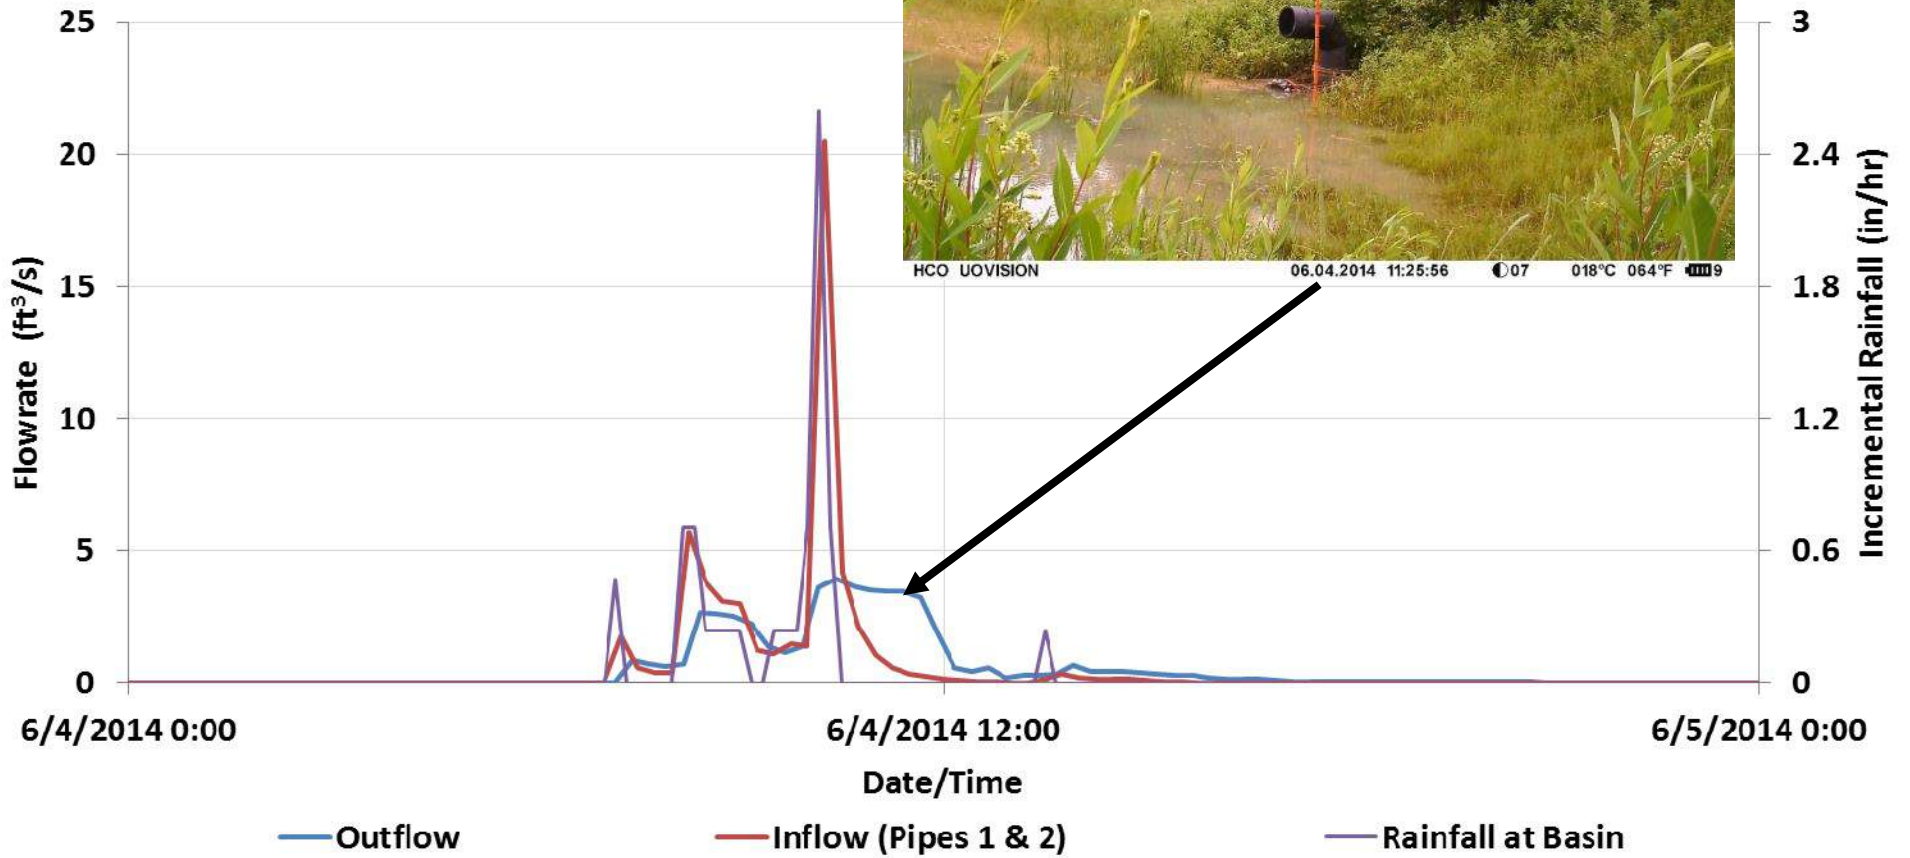 25
20
15
10
5
0
Flowrate (ft³/s)
3
2.4
1.8
1.2
0.6
0
Incremental Rainfall (in/hr)
HCO UOVISION 06.04.2014 11:25:56 07 018°C 064°F 9
6/4/2014 0:00 6/4/2014 12:00 6/5/2014 0:00
Date/Time
Outflow Inflow (Pipes 1 & 2) Rainfall at Basin